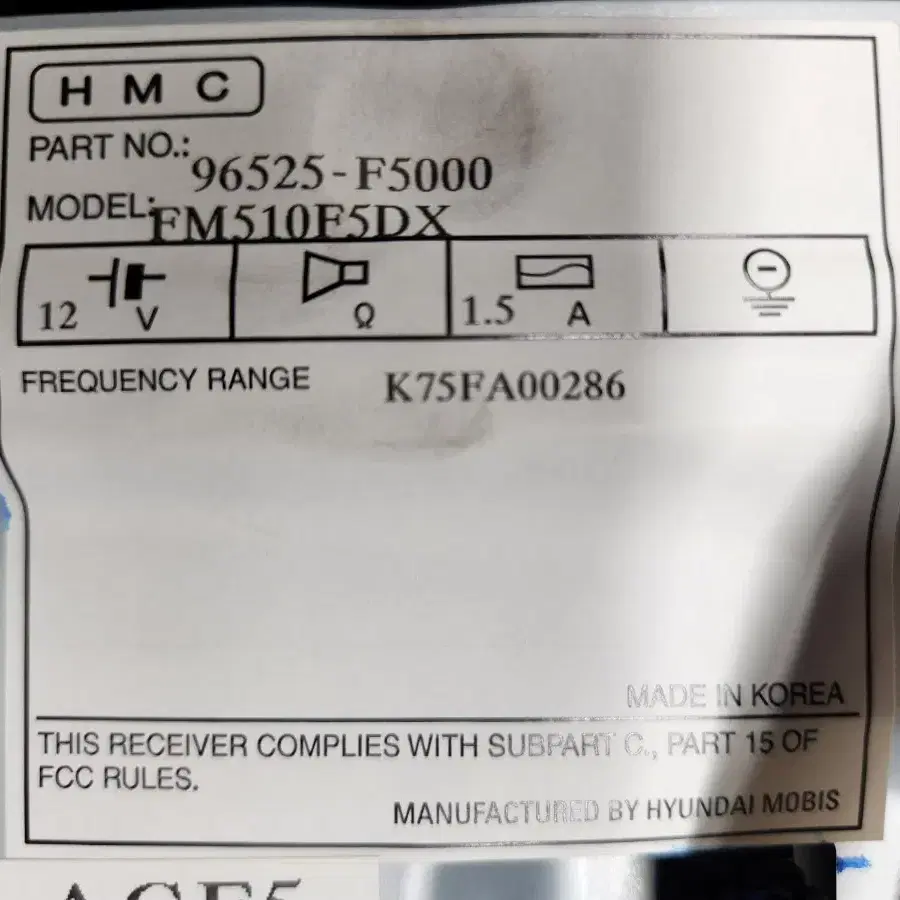 HMC
PART NO.: 96525-F5000
MODEL: FM510F5DX
12 V
Ω
1.5 A
FREQUENCY RANGE K75FA00286
MADE IN KOREA
THIS RECEIVER COMPLIES WITH SUBPART C., PART 15 OF
FCC RULES.
MANUFACTURED BY HYUNDAI MOBIS